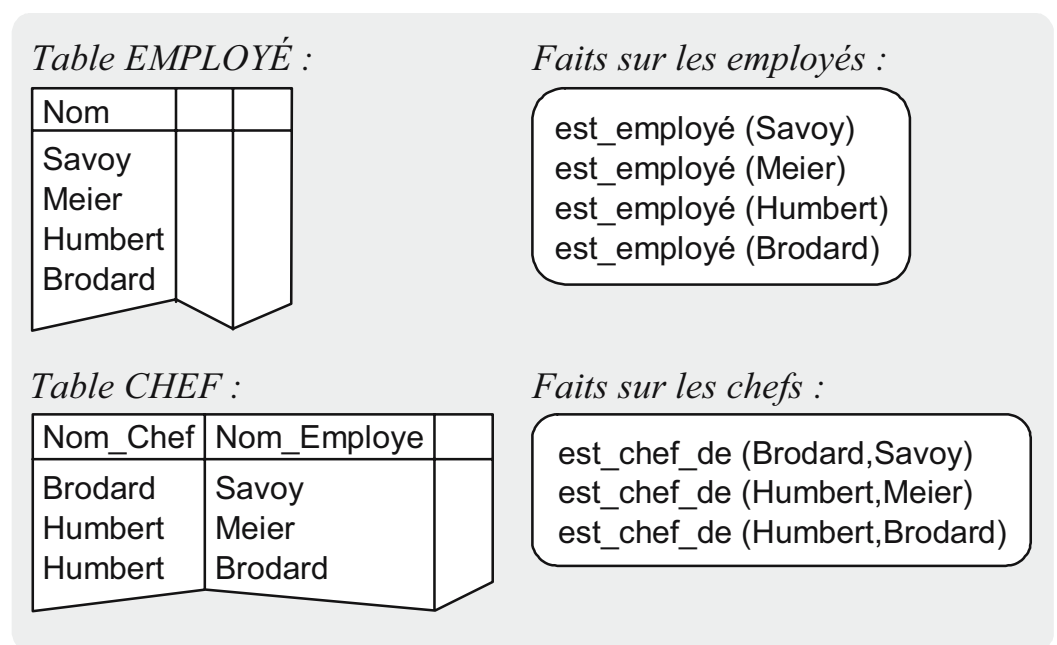 Table EMPLOYÉ :
Nom
Savoy
Meier
Humbert
Brodard
Faits sur les employés :
est_employé (Savoy)
est_employé (Meier)
est_employé (Humbert)
est_employé (Brodard)
Table CHEF :
Nom_Chef Nom_Employe
Brodard Savoy
Humbert Meier
Humbert Brodard
Faits sur les chefs :
est_chef_de (Brodard,Savoy)
est_chef_de (Humbert,Meier)
est_chef_de (Humbert,Brodard)